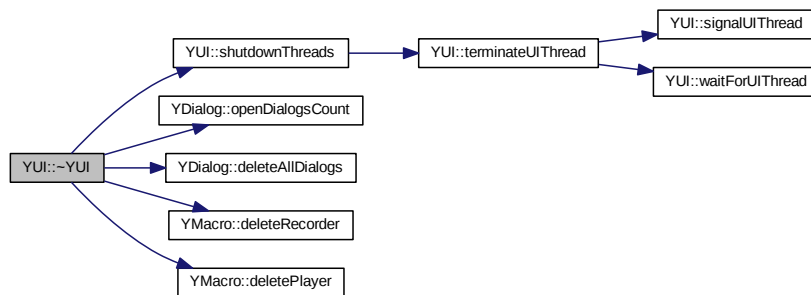 YUI::~YUI
YUI::shutdownThreads
YUI::terminateUIThread
YUI::signalUIThread
YUI::waitForUIThread
YDialog::openDialogsCount
YDialog::deleteAllDialogs
YMacro::deleteRecorder
YMacro::deletePlayer